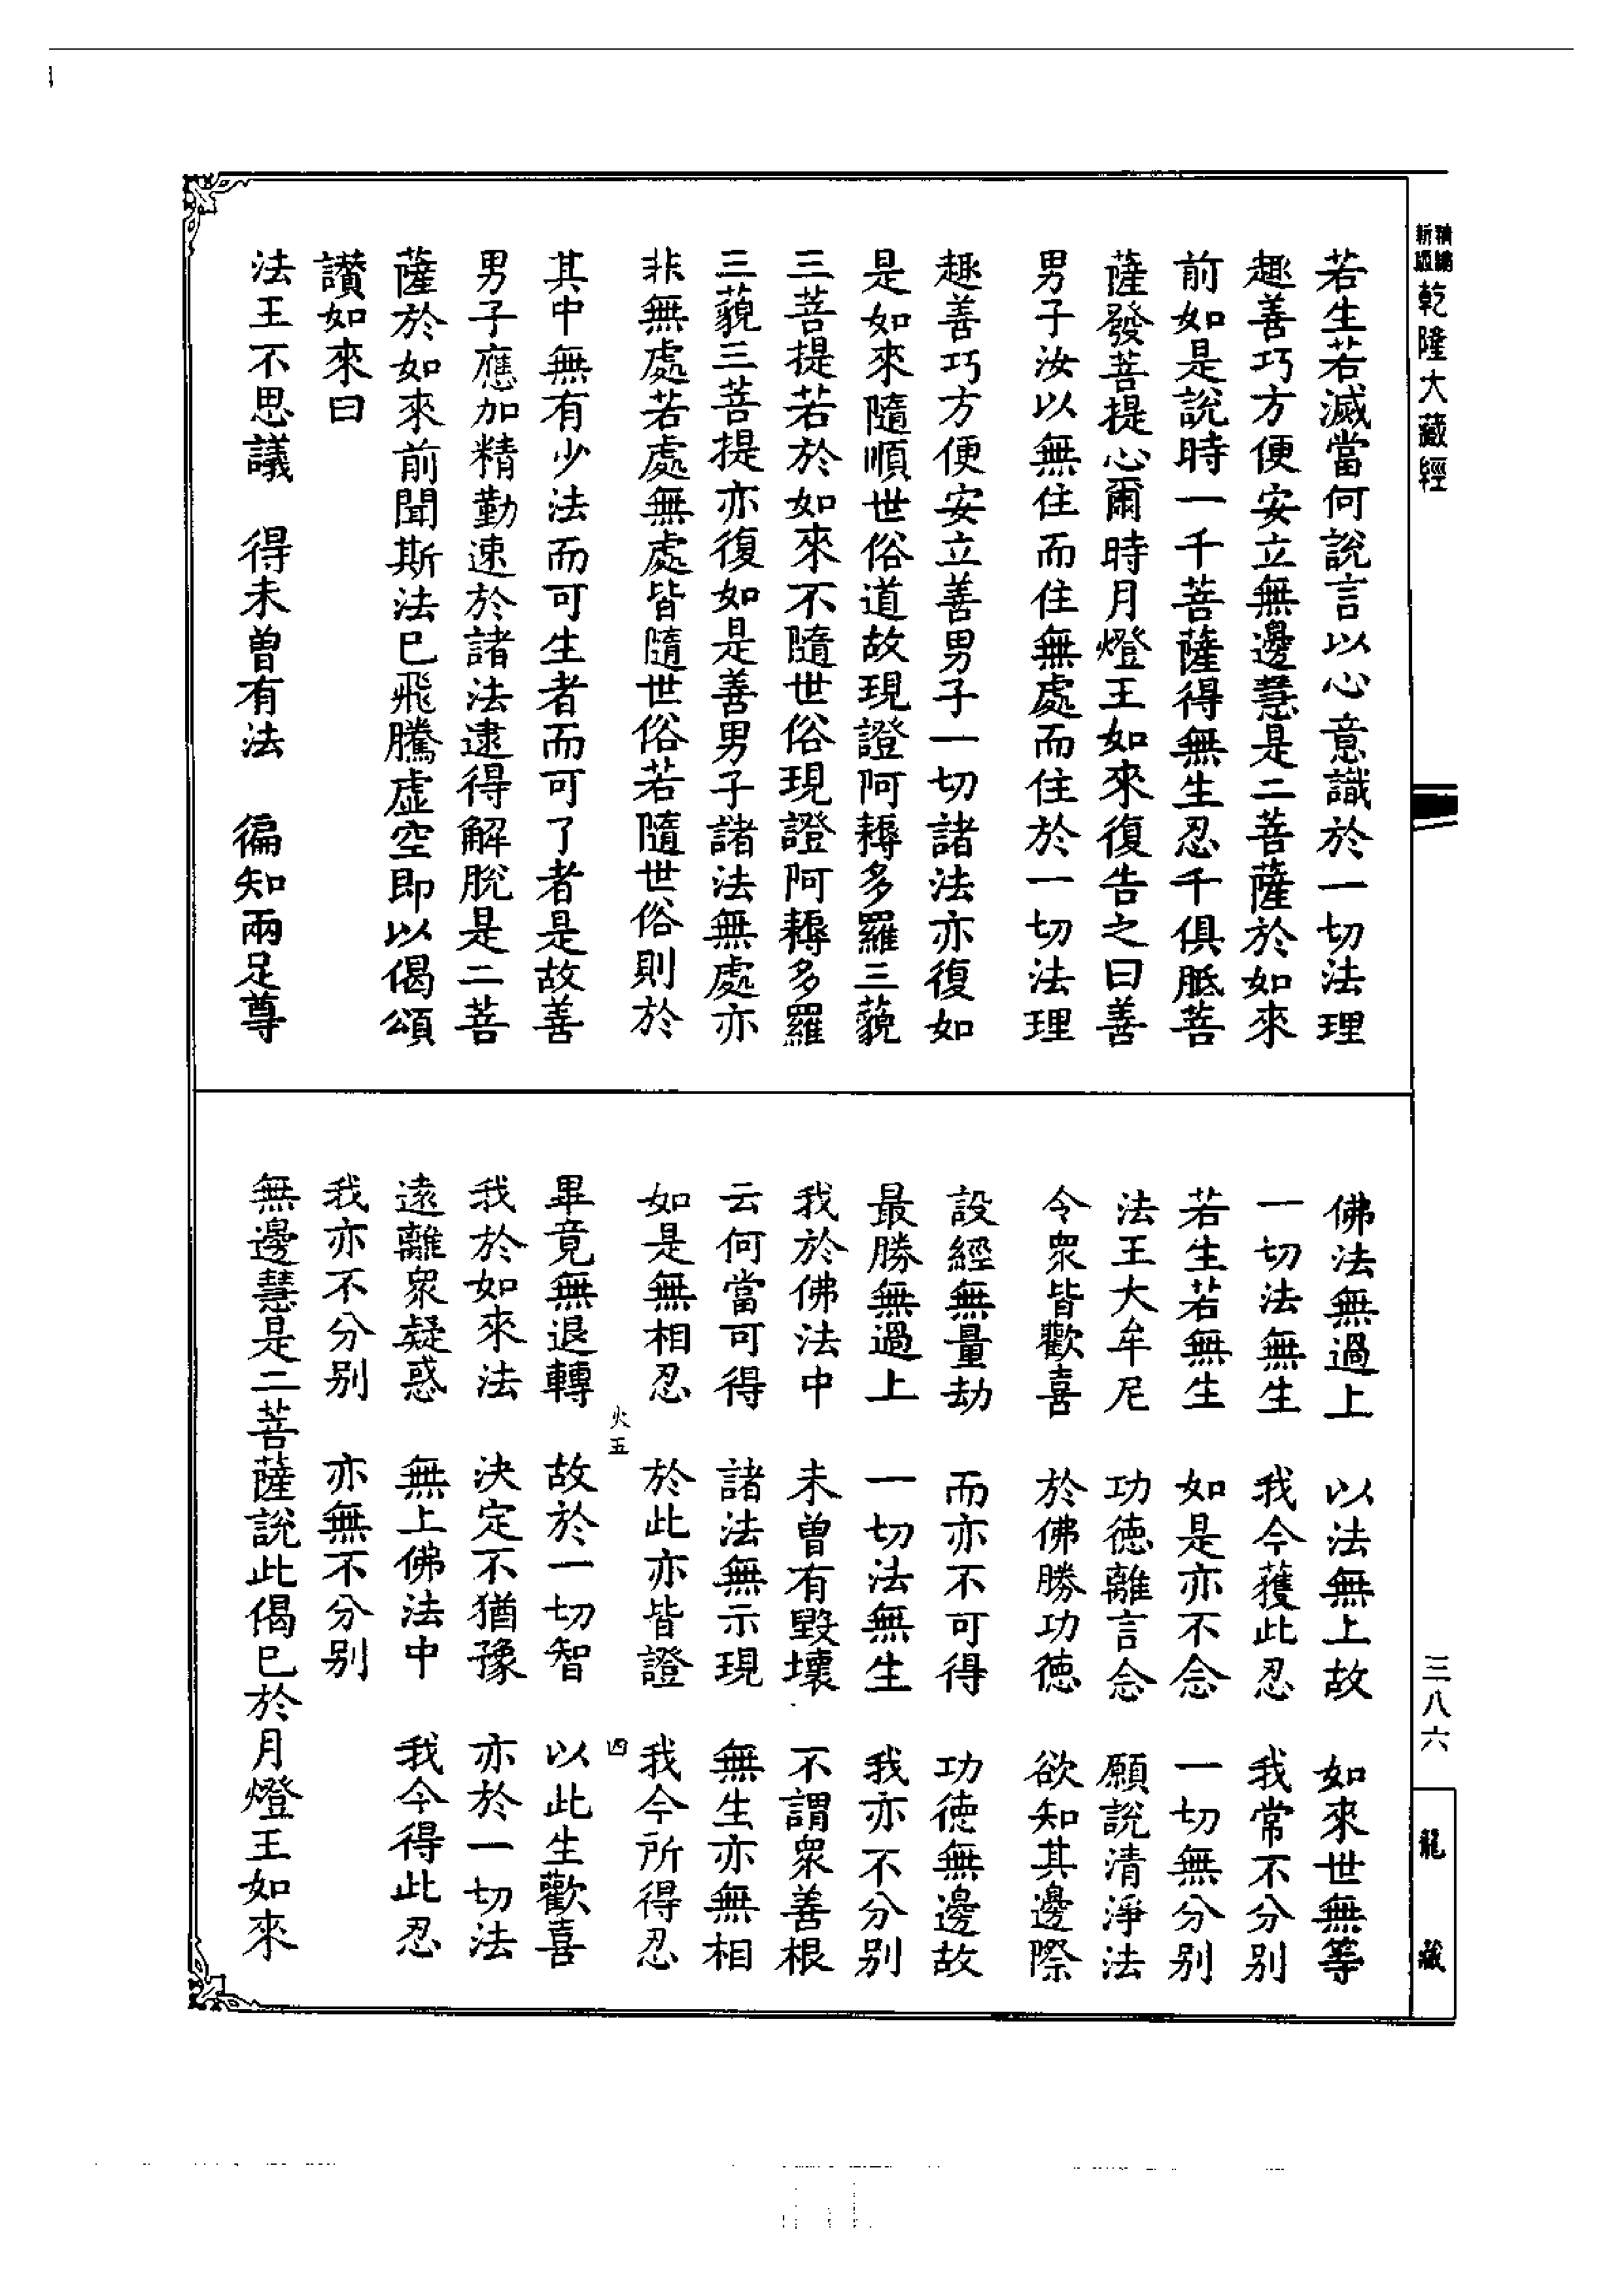 乾隆大藏經
若生若滅當何說言以心意識於一切法理
趣善巧方便安立無邊慧是二菩薩於如來
前如是說時一千菩薩得無生忍千俱胝菩
薩發菩提心爾時月燈王如來復告之曰善
男子汝以無住而住無處而住於一切法理
趣善巧方便安立善男子一切諸法亦復如
是如來隨順世俗道故現證阿耨多羅三藐
三菩提若於如來不隨世俗現證阿耨多羅
三藐三菩提亦復如是善男子諸法無處亦
非無處若處無處皆隨世俗若隨世俗則於
其中無有少法而可生者而可了者是故善
男子應加精勤速於諸法逮得解脫是二菩
薩於如來前聞斯法已飛騰虛空即以偈頌
讚如來曰
法王不思議　得未曾有法　徧知兩足尊
佛法無過上　以法無上故　如來世無等
一切法無生　我今獲此忍　我常不分别
若生若無生　如是亦不念　一切無分别
法王大牟尼　功德離言念　願說清淨法
令眾皆歡喜　於佛勝功德　欲知其邊際
設經無量劫　而亦不可得　功德無邊故
最勝無過上　一切法無生　我亦不分别
我於佛法中　未曾有毀壞　不謂眾善根
云何當可得　諸法無示現　無生亦無相
如是無相忍　於此亦皆證　我今所得忍
火五　四
畢竟無退轉　故於一切智　以此生歡喜
我於如來法　決定不猶豫　亦於一切法
遠離眾疑惑　無上佛法中　我今得此忍
我亦不分别　亦無不分别
無邊慧是二菩薩說此偈已於月燈王如來
三八六
龍藏